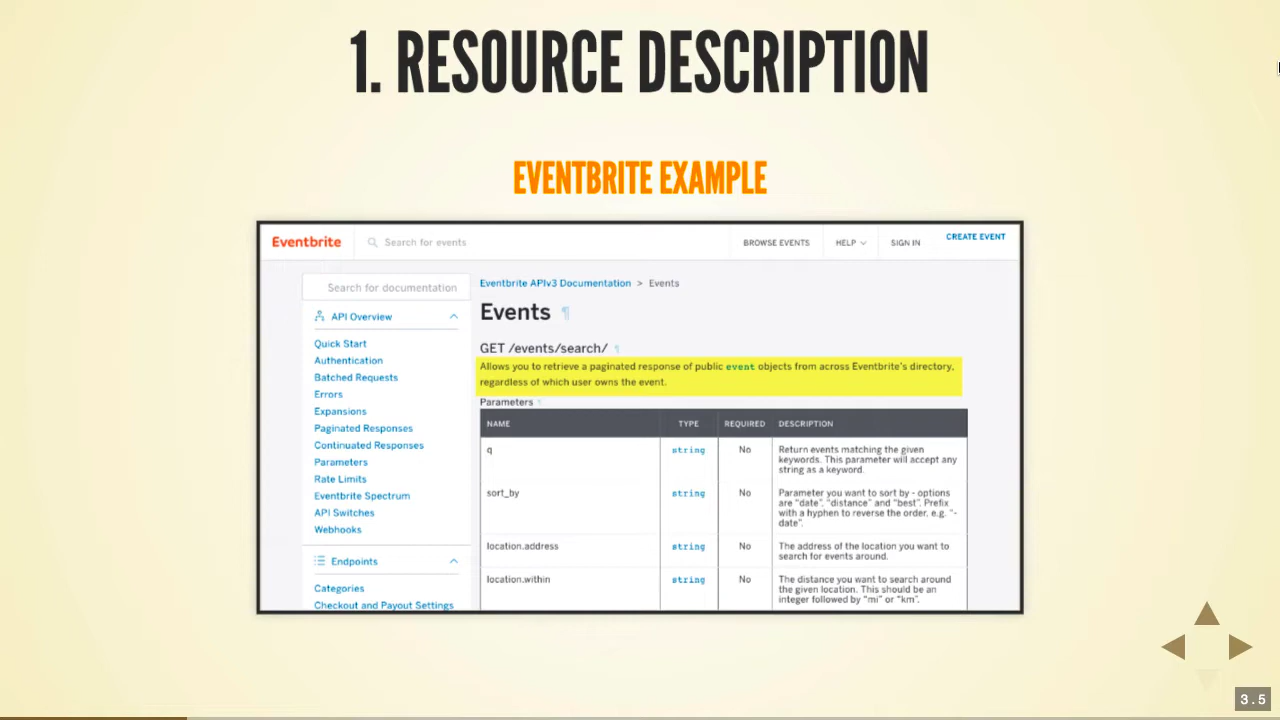 1. RESOURCE DESCRIPTION
EVENTBRITE EXAMPLE
Eventbrite
Search for events
BROWSE EVENTS
HELP
SIGN IN
CREATE EVENT
Search for documentation
API Overview
Quick Start
Authentication
Batched Requests
Errors
Expansions
Paginated Responses
Continued Responses
Parameters
Rate Limits
Eventbrite Spectrum
API Switches
Webhooks
Endpoints
Categories
Checkout and Payout Settings
Eventbrite APIv3 Documentation > Events
Events ¶
GET /events/search/ ¶
Allows you to retrieve a paginated response of public event objects from across Eventbrite's directory,
regardless of which user owns the event.
Parameters ¶
NAME TYPE REQUIRED DESCRIPTION
q string No Return events matching the given
keywords. This parameter will accept any
string as a keyword.
sort_by string No Parameter you want to sort by - options
are "date", "distance" and "best". Prefix
with a hyphen to reverse the order, e.g. "-
date".
location.address string No The address of the location you want to
search for events around.
location.within string No The distance you want to search around
the given location. This should be an
integer followed by "mi" or "km".
3.5